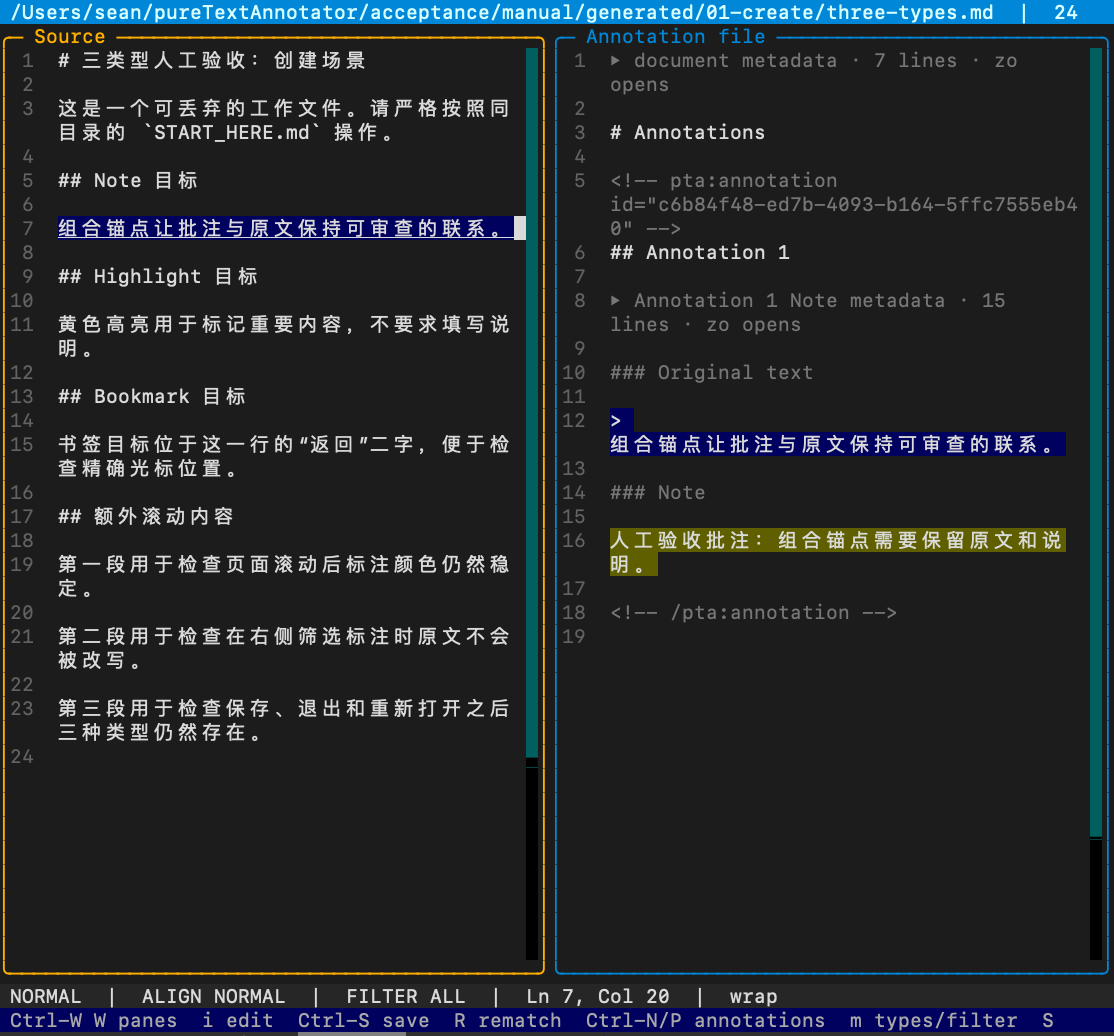 /Users/sean/pureTextAnnotator/acceptance/manual/generated/01-create/three-types.md | 24
Source
1 # 三类型人工验收：创建场景
2
3 这是一个可丢弃的工作文件。请严格按照同
目录的 `START_HERE.md` 操作。
4
5 ## Note 目标
6
7 组合锚点让批注与原文保持可审查的联系。
8
9 ## Highlight 目标
10
11 黄色高亮用于标记重要内容，不要求填写说
明。
12
13 ## Bookmark 目标
14
15 书签目标位于这一行的“返回”二字，便于检
查精确光标位置。
16
17 ## 额外滚动内容
18
19 第一段用于检查页面滚动后标注颜色仍然稳
定。
20
21 第二段用于检查在右侧筛选标注时原文不会
被改写。
22
23 第三段用于检查保存、退出和重新打开之后
三种类型仍然存在。
24
Annotation file
1 ▸ document metadata · 7 lines · zo
opens
2
3 # Annotations
4
5 <!-- pta:annotation
id="c6b84f48-ed7b-4093-b164-5ffc7555eb4
0" -->
6 ## Annotation 1
7
8 ▸ Annotation 1 Note metadata · 15
lines · zo opens
9
10 ### Original text
11
12 >
组合锚点让批注与原文保持可审查的联系。
13
14 ### Note
15
16 人工验收批注：组合锚点需要保留原文和说
明。
17
18 <!-- /pta:annotation -->
19
NORMAL | ALIGN NORMAL | FILTER ALL | Ln 7, Col 20 | wrap
Ctrl-W W panes i edit Ctrl-S save R rematch Ctrl-N/P annotations m types/filter S